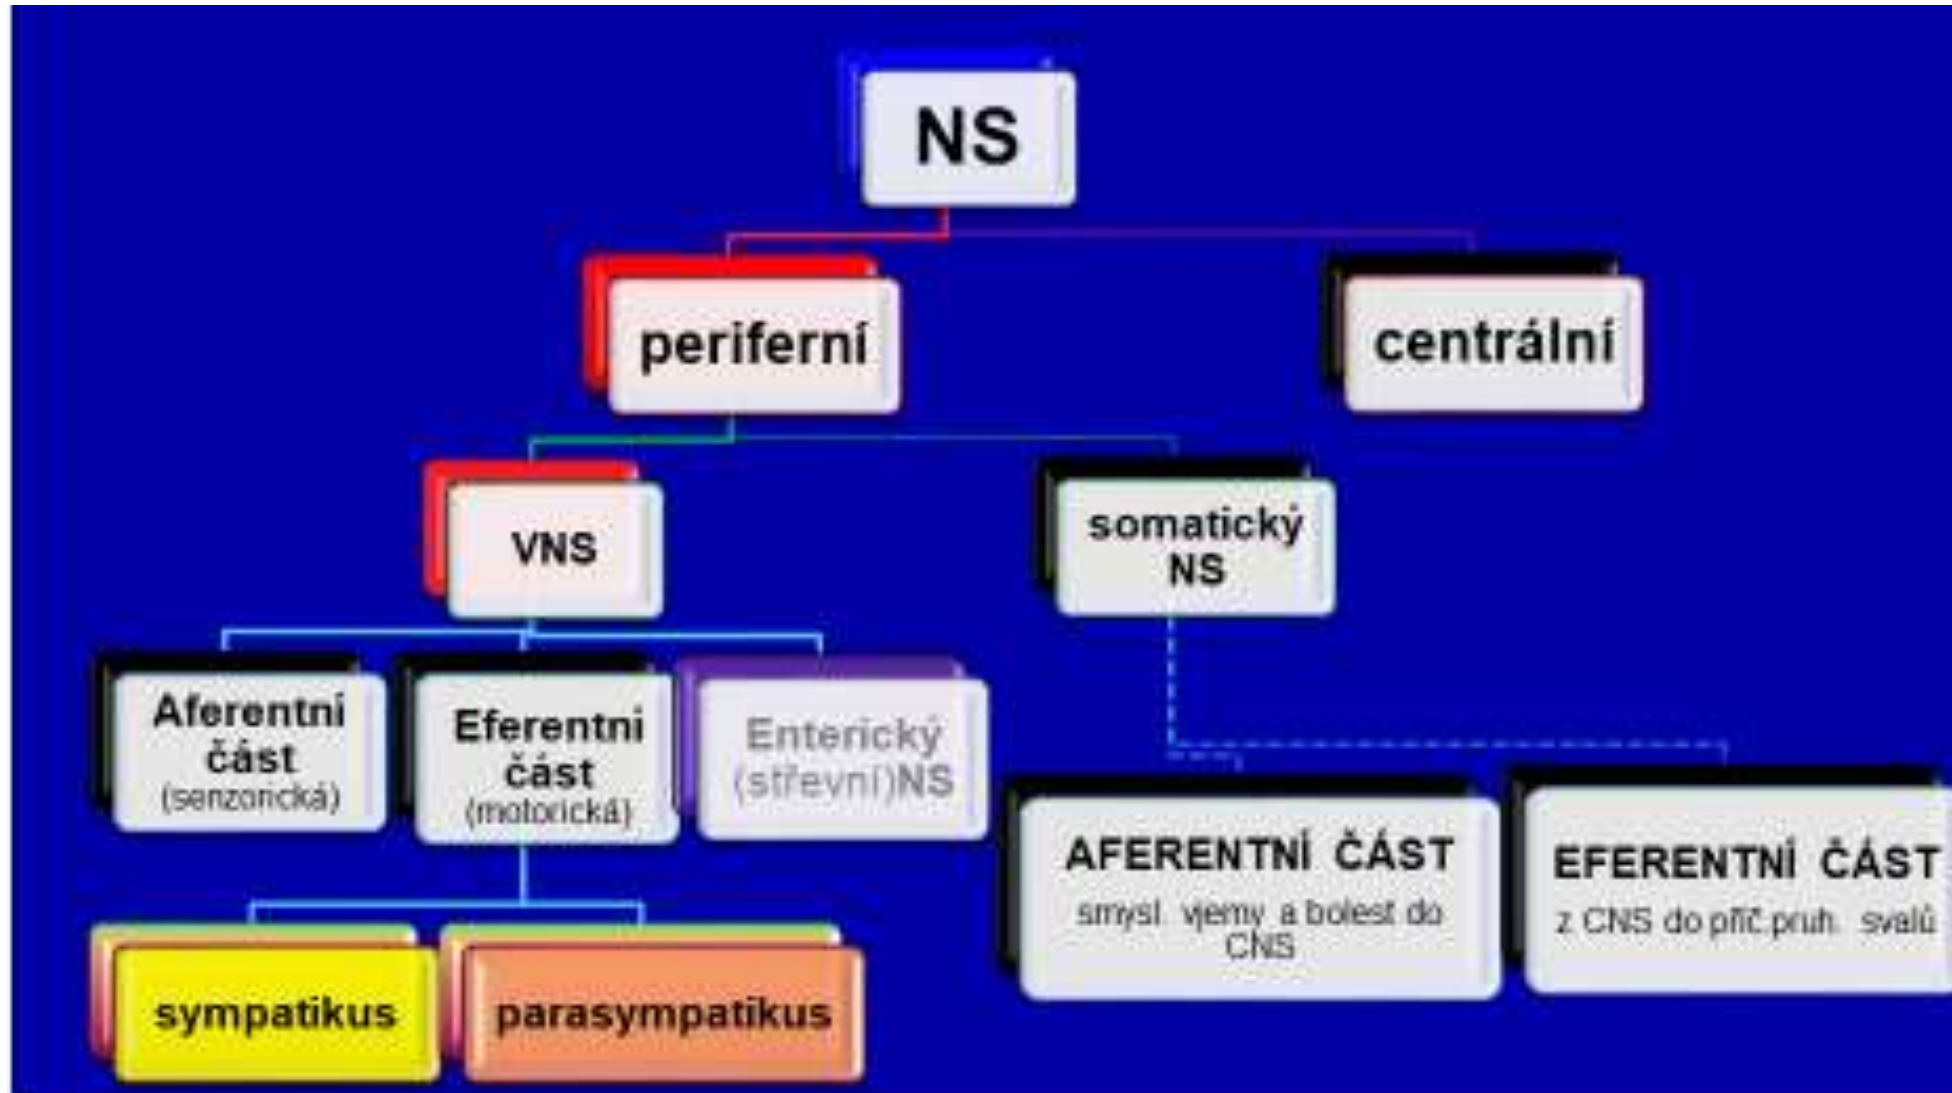 NS
periferní
centrální
VNS
somatický
NS
Aferentní
část
(senzorická)
Eferentni
část
(motorická)
Enterický
(střevní)NS
AFERENTNÍ ČÁST
smysl. vjemy a bolest do
CNS
EFERENTNÍ ČÁST
z CNS do příč.pruh. svalů
sympatikus
parasympatikus